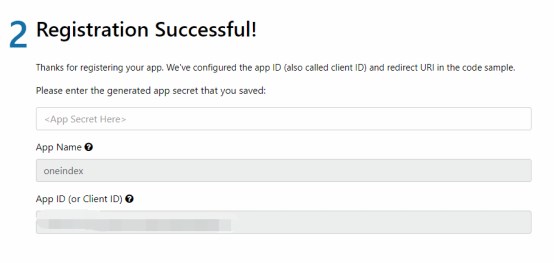 2 Registration Successful!
Thanks for registering your app. We've configured the app ID (also called client ID) and redirect URI in the code sample.
Please enter the generated app secret that you saved:
<App Secret Here>
App Name ?
oneindex
App ID (or Client ID) ?